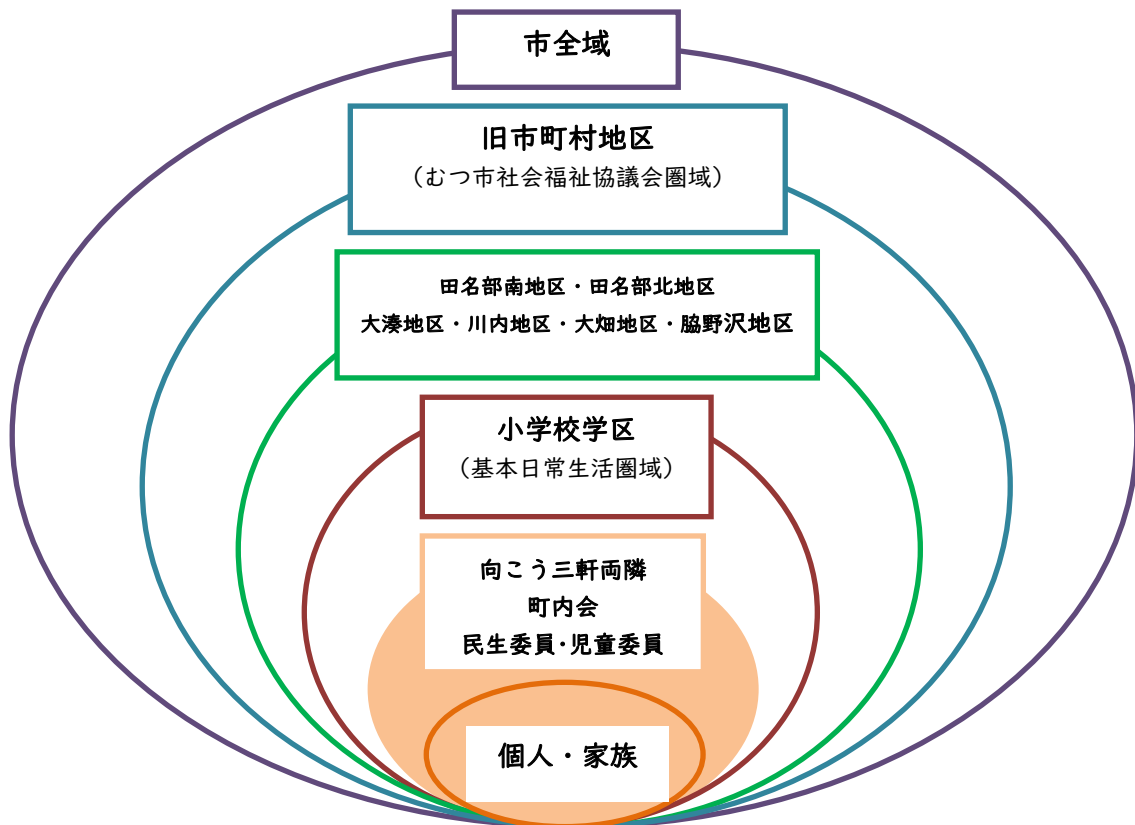 市全域
旧市町村地区
（むつ市社会福祉協議会圏域）
田名部南地区・田名部北地区
大湊地区・川内地区・大畑地区・脇野沢地区
小学校学区
（基本日常生活圏域）
向こう三軒両隣
町内会
民生委員・児童委員
個人・家族